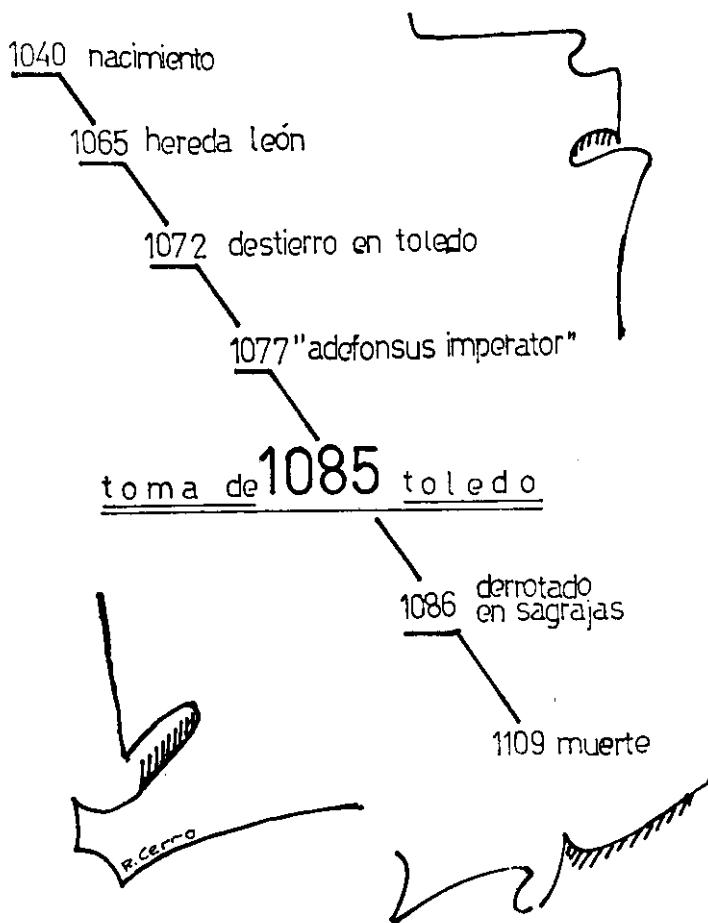 1040 nacimiento
1065 hereda león
1072 destierro en toledo
1077 "adefonsus imperator"
toma de 1085 toledo
1086 derrotado
en sagrajas
1109 muerte
R. Cerro